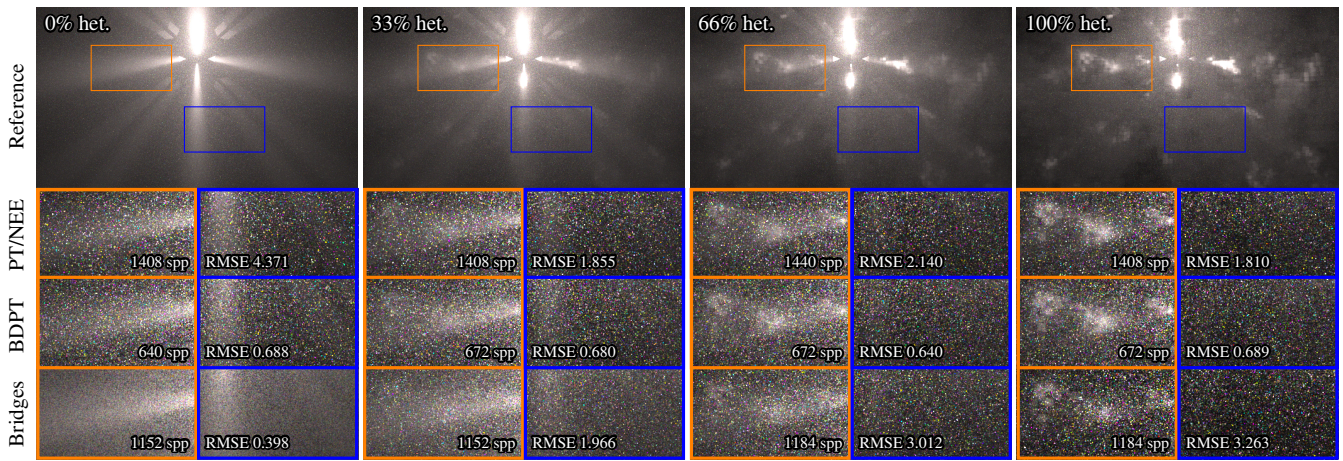 0% het. 33% het. 66% het. 100% het.
Reference
PT/NEE
1408 spp RMSE 4.371 1408 spp RMSE 1.855 1440 spp RMSE 2.140 1408 spp RMSE 1.810
BDPT
640 spp RMSE 0.688 672 spp RMSE 0.680 672 spp RMSE 0.640 672 spp RMSE 0.689
Bridges
1152 spp RMSE 0.398 1152 spp RMSE 1.966 1184 spp RMSE 3.012 1184 spp RMSE 3.263